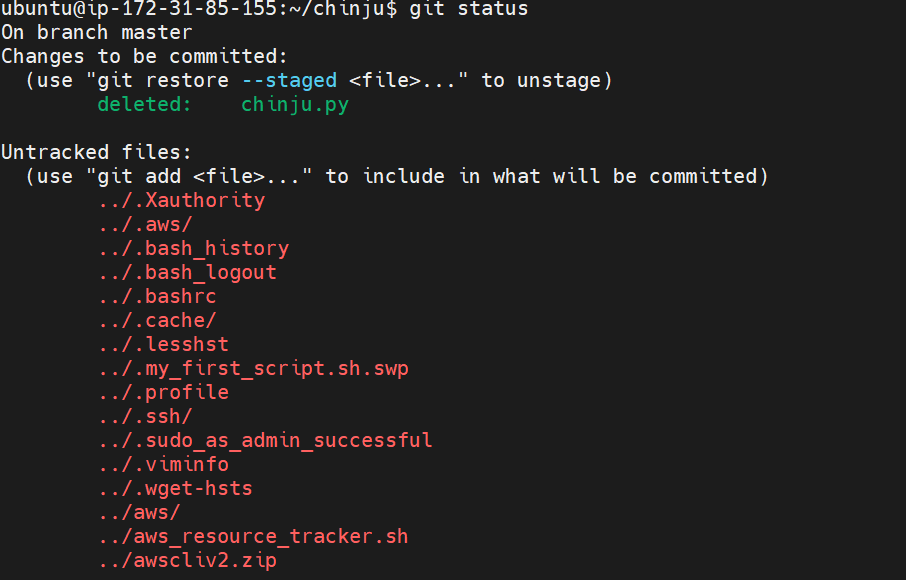 ubuntu@ip-172-31-85-155:~/chinju$ git status
On branch master
Changes to be committed:
  (use "git restore --staged <file>..." to unstage)
        deleted:    chinju.py

Untracked files:
  (use "git add <file>..." to include in what will be committed)
        ../.Xauthority
        ../.aws/
        ../.bash_history
        ../.bash_logout
        ../.bashrc
        ../.cache/
        ../.lesshst
        ../.my_first_script.sh.swp
        ../.profile
        ../.ssh/
        ../.sudo_as_admin_successful
        ../.viminfo
        ../.wget-hsts
        ../aws/
        ../aws_resource_tracker.sh
        ../awscliv2.zip